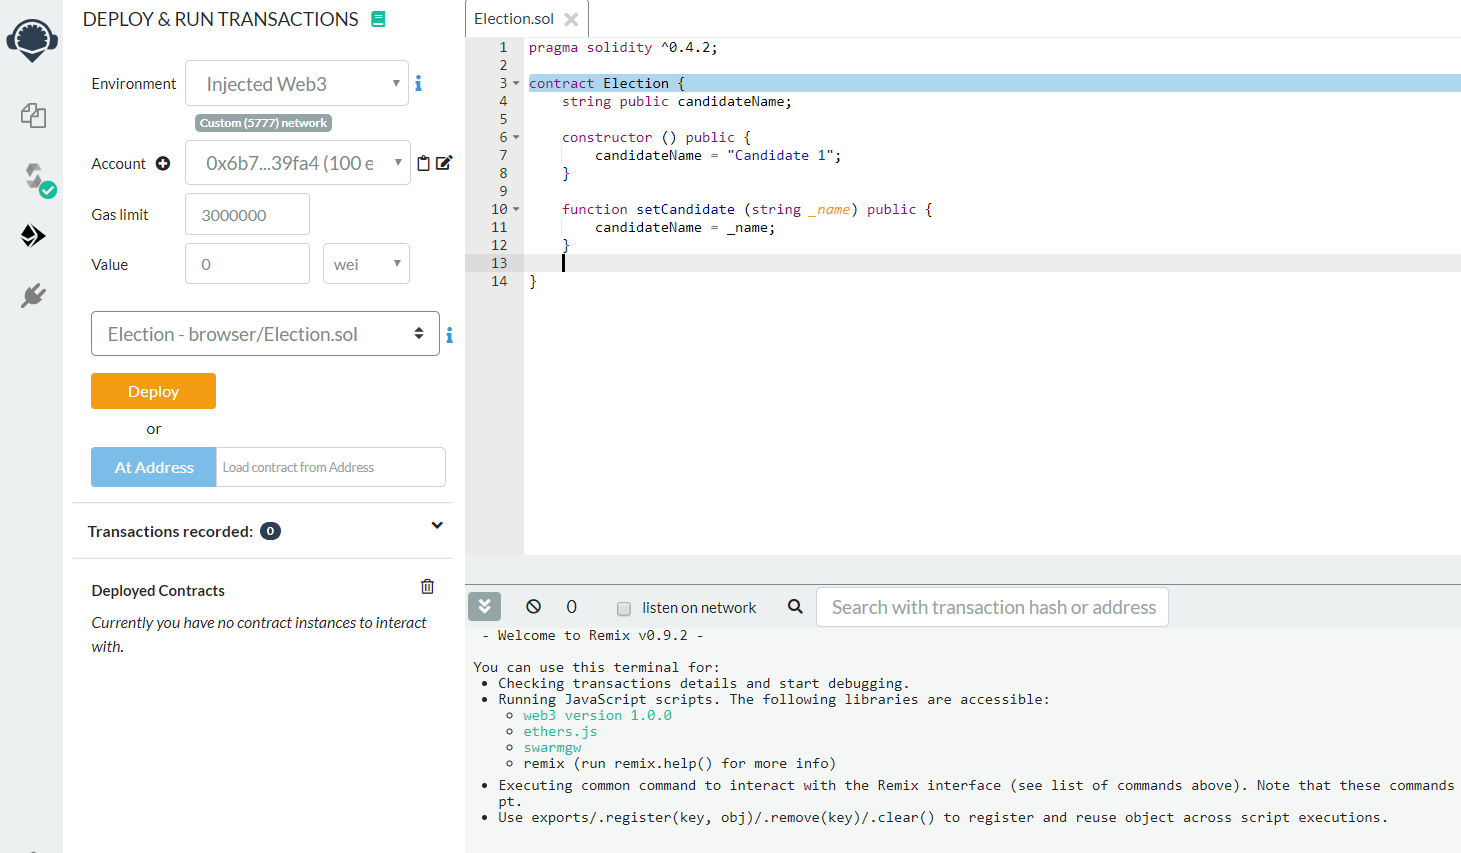 DEPLOY & RUN TRANSACTIONS
Environment
Injected Web3
Custom (5777) network
Account
0x6b7...39fa4 (100 e
Gas limit
3000000
Value
0
wei
Election - browser/Election.sol
Deploy
or
At Address
Load contract from Address
Transactions recorded: 0
Deployed Contracts
Currently you have no contract instances to interact
with.
Election.sol
1 pragma solidity ^0.4.2;
2
3 contract Election {
4 string public candidateName;
5
6 constructor () public {
7 candidateName = "Candidate 1";
8 }
9
10 function setCandidate (string _name) public {
11 candidateName = _name;
12 }
13
14 }
0
listen on network
Search with transaction hash or address
- Welcome to Remix v0.9.2 -
You can use this terminal for:
• Checking transactions details and start debugging.
• Running JavaScript scripts. The following libraries are accessible:
◦ web3 version 1.0.0
◦ ethers.js
◦ swarmgw
◦ remix (run remix.help() for more info)
• Executing common command to interact with the Remix interface (see list of commands above). Note that these commands
pt.
• Use exports/.register(key, obj)/.remove(key)/.clear() to register and reuse object across script executions.